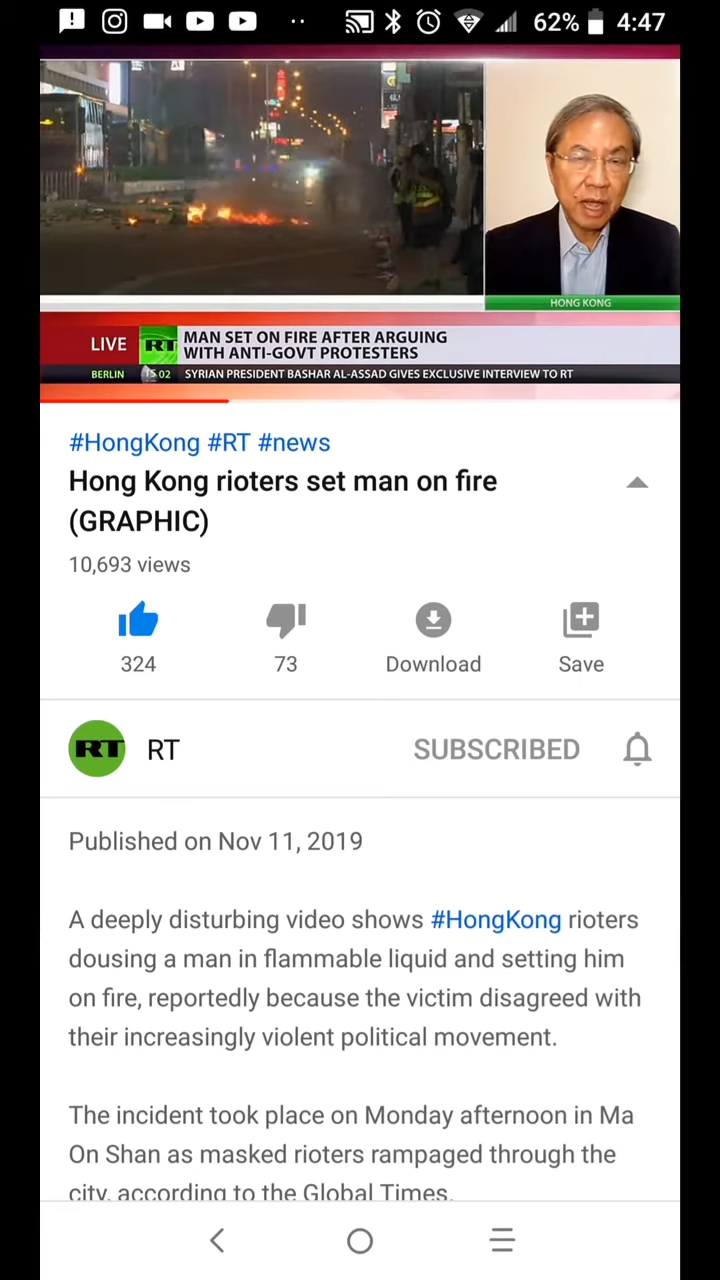 62% 4:47
HONG KONG
LIVE RT MAN SET ON FIRE AFTER ARGUING
WITH ANTI-GOVT PROTESTERS
BERLIN 15 02 SYRIAN PRESIDENT BASHAR AL-ASSAD GIVES EXCLUSIVE INTERVIEW TO RT
#HongKong #RT #news
Hong Kong rioters set man on fire
(GRAPHIC)
10,693 views
324 73 Download Save
RT RT SUBSCRIBED
Published on Nov 11, 2019
A deeply disturbing video shows #HongKong rioters
dousing a man in flammable liquid and setting him
on fire, reportedly because the victim disagreed with
their increasingly violent political movement.
The incident took place on Monday afternoon in Ma
On Shan as masked rioters rampaged through the
city, according to the Global Times.